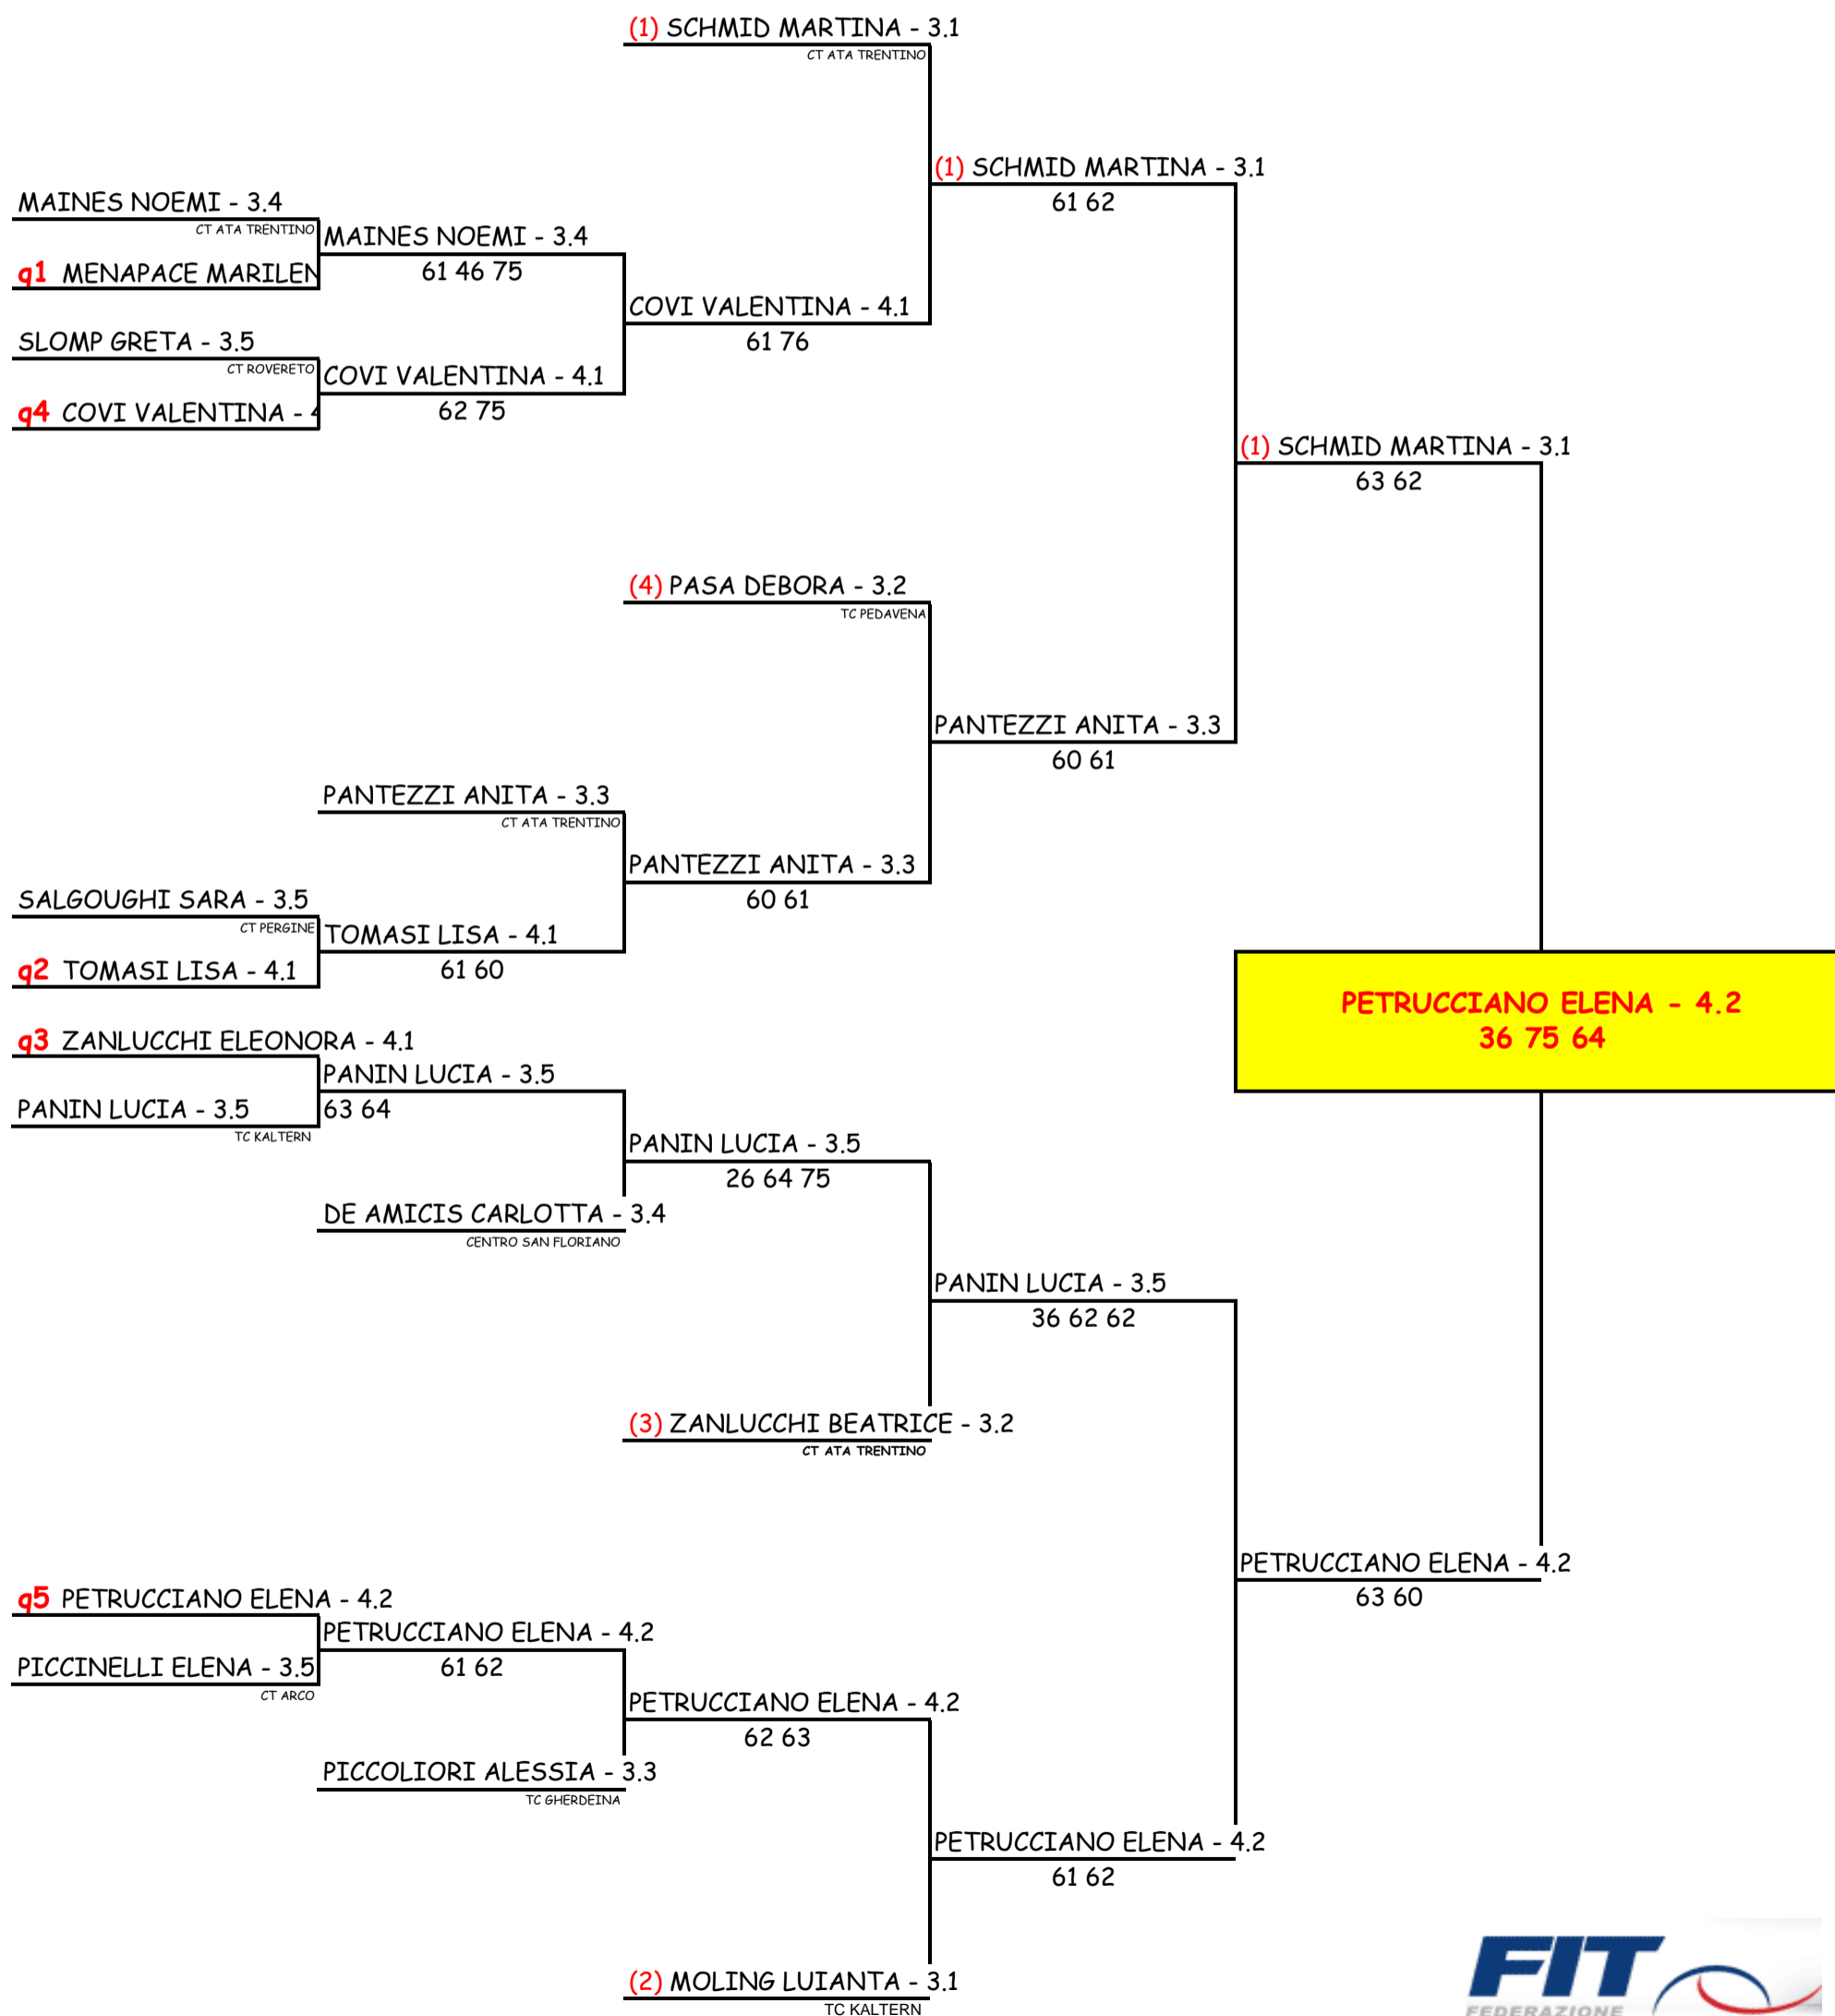 (1) SCHMID MARTINA - 3.1
CT ATA TRENTINO
(1) SCHMID MARTINA - 3.1
61 62
MAINES NOEMI - 3.4
CT ATA TRENTINO
MAINES NOEMI - 3.4
61 46 75
q1 MENAPACE MARILEN
COVI VALENTINA - 4.1
61 76
SLOMP GRETA - 3.5
CT ROVERETO
COVI VALENTINA - 4.1
62 75
q4 COVI VALENTINA -
(1) SCHMID MARTINA - 3.1
63 62
(4) PASA DEBORA - 3.2
TC PEDAVENA
PANTEZZI ANITA - 3.3
60 61
PANTEZZI ANITA - 3.3
CT ATA TRENTINO
PANTEZZI ANITA - 3.3
60 61
SALGOUGHI SARA - 3.5
CT PERGINE
TOMASI LISA - 4.1
61 60
q2 TOMASI LISA - 4.1
PETRUCCIANO ELENA - 4.2
36 75 64
q3 ZANLUCCHI ELEONORA - 4.1
PANIN LUCIA - 3.5
63 64
PANIN LUCIA - 3.5
TC KALTERN
PANIN LUCIA - 3.5
26 64 75
DE AMICIS CARLOTTA - 3.4
CENTRO SAN FLORIANO
PANIN LUCIA - 3.5
36 62 62
(3) ZANLUCCHI BEATRICE - 3.2
CT ATA TRENTINO
PETRUCCIANO ELENA - 4.2
63 60
q5 PETRUCCIANO ELENA - 4.2
PETRUCCIANO ELENA - 4.2
61 62
PICCINELLI ELENA - 3.5
CT ARCO
PETRUCCIANO ELENA - 4.2
62 63
PICCOLIORI ALESSIA - 3.3
TC GHERDEINA
PETRUCCIANO ELENA - 4.2
61 62
(2) MOLING LUIANTA - 3.1
TC KALTERN
FIT
FEDERAZIONE